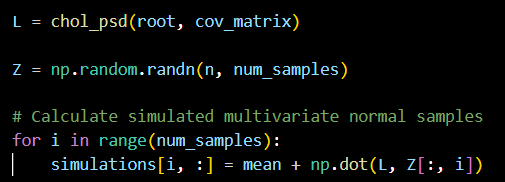 L = chol_psd(root, cov_matrix)
Z = np.random.randn(n, num_samples)
# Calculate simulated multivariate normal samples
for i in range(num_samples):
    simulations[i, :] = mean + np.dot(L, Z[:, i])